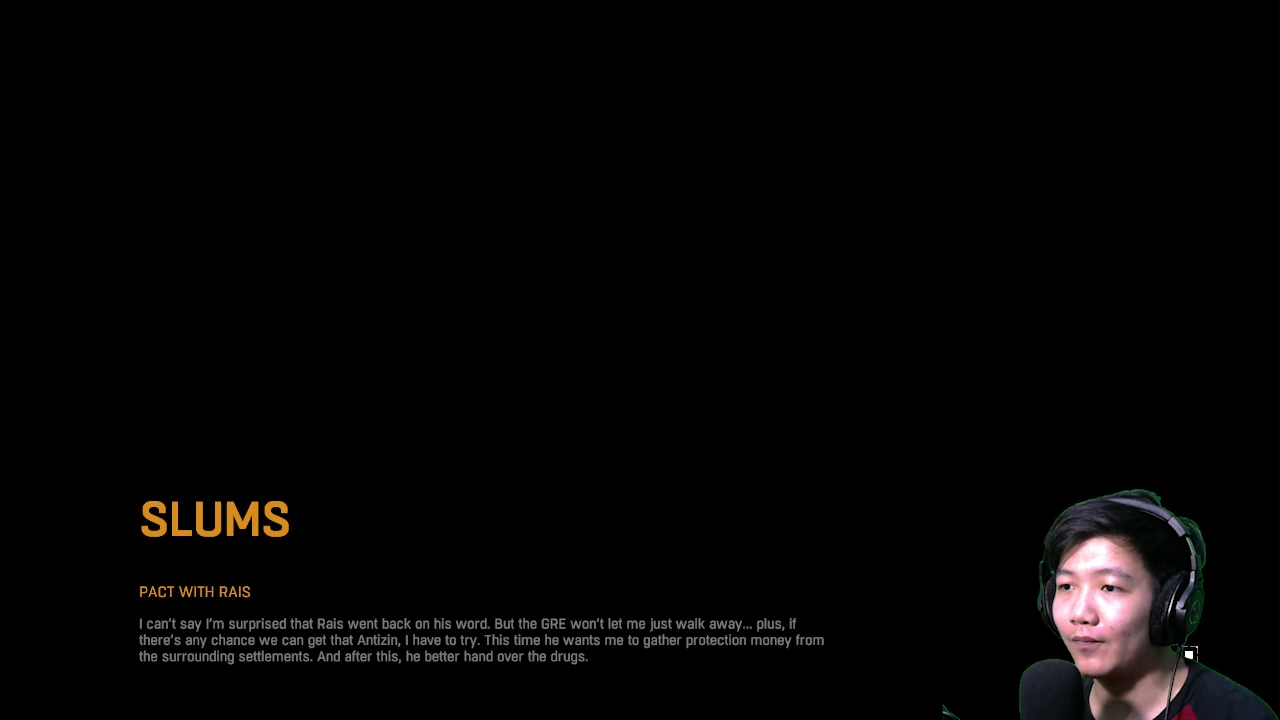 SLUMS
PACT WITH RAIS
I can't say I'm surprised that Rais went back on his word. But the GRE won't let me just walk away... plus, if
there's any chance we can get that Antizin, I have to try. This time he wants me to gather protection money from
the surrounding settlements. And after this, he better hand over the drugs.